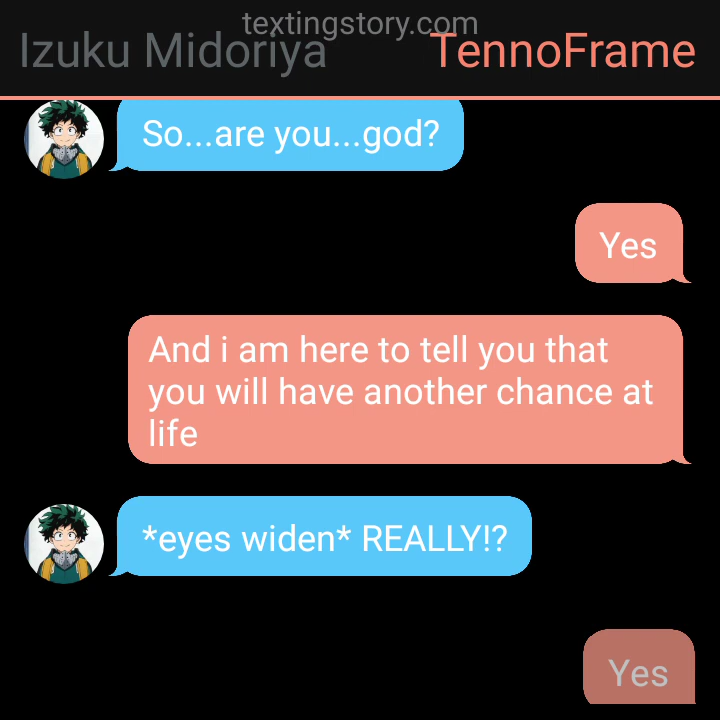 textingstory.com
Izuku Midoriya TennoFrame
So...are you...god?
Yes
And i am here to tell you that
you will have another chance at
life
*eyes widen* REALLY!?
Yes